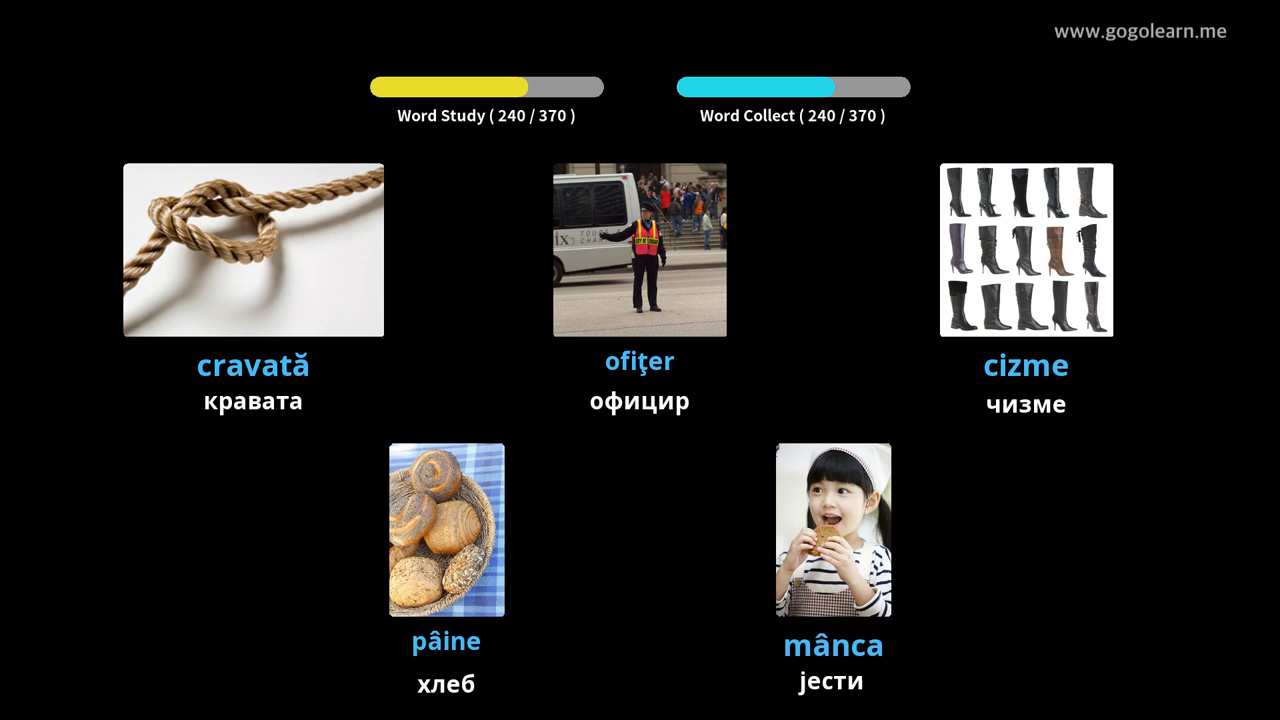 www.gogolearn.me
Word Study ( 240 / 370 )
Word Collect ( 240 / 370 )
cravată
кравата
ofiţer
официр
cizme
чизме
pâine
хлеб
mânca
јести